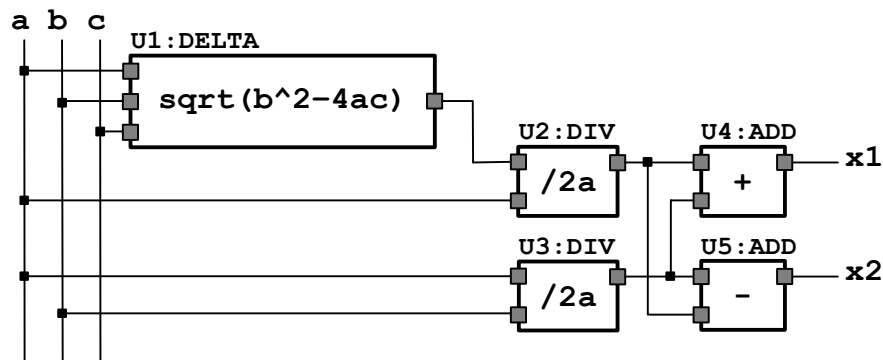 a b c
U1:DELTA
sqrt(b^2-4ac)
U2:DIV
/2a
U4:ADD
+
x1
U3:DIV
/2a
U5:ADD
-
x2